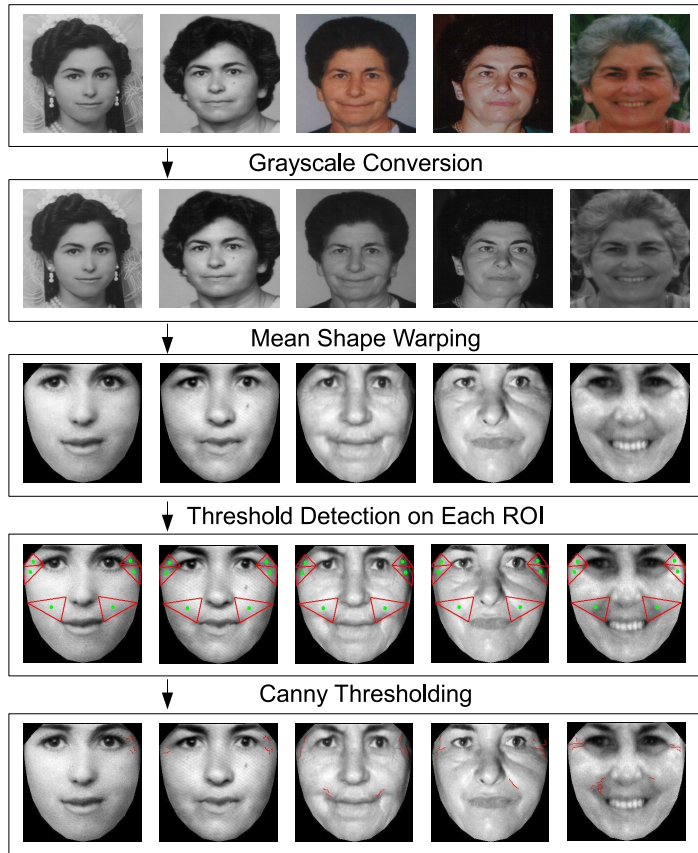 Grayscale Conversion
Mean Shape Warping
Threshold Detection on Each ROI
Canny Thresholding